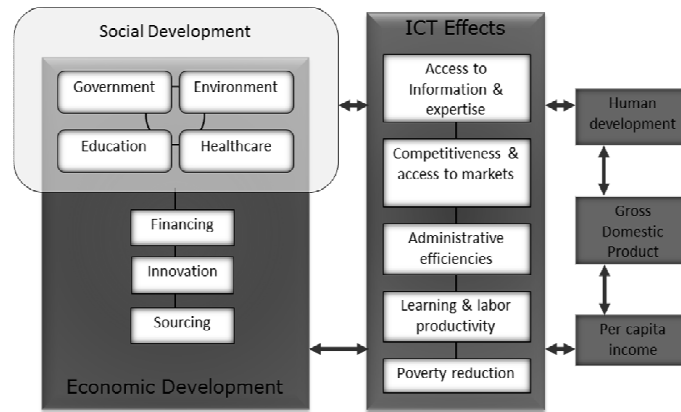 Social Development
Government
Environment
Education
Healthcare
Financing
Innovation
Sourcing
Economic Development
ICT Effects
Access to
Information &
expertise
Competitiveness &
access to markets
Administrative
efficiencies
Learning & labor
productivity
Poverty reduction
Human
development
Gross
Domestic
Product
Per capita
income